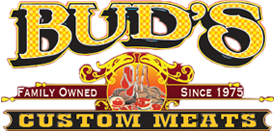 BUD'S
FAMILY OWNED SINCE 1975
CUSTOM MEATS